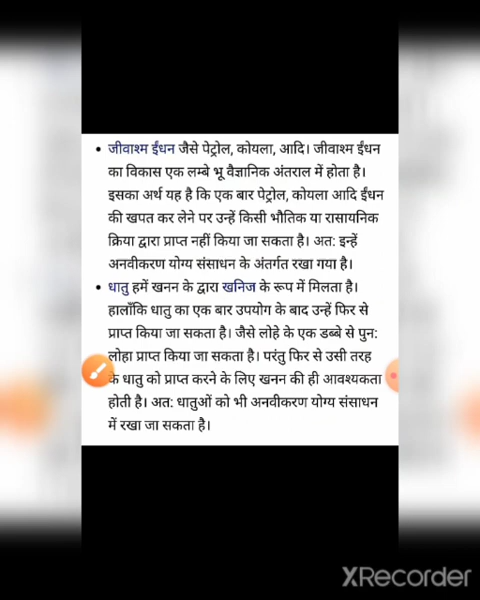 जीवाश्म ईंधन जैसे पेट्रोल, कोयला, आदि। जीवाश्म ईंधन
का विकास एक लम्बे भू वैज्ञानिक अंतराल में होता है।
इसका अर्थ यह है कि एक बार पेट्रोल, कोयला आदि ईंधन
की खपत कर लेने पर उन्हें किसी भौतिक या रासायनिक
क्रिया द्वारा प्राप्त नहीं किया जा सकता है। अत: इन्हें
अनवीकरण योग्य संसाधन के अंतर्गत रखा गया है।
धातु हमें खनन के द्वारा खनिज के रूप में मिलता है।
हालाँकि धातु का एक बार उपयोग के बाद उन्हें फिर से
प्राप्त किया जा सकता है। जैसे लोहे के एक डब्बे से पुन:
लोहा प्राप्त किया जा सकता है। परंतु फिर से उसी तरह
के धातु को प्राप्त करने के लिए खनन की ही आवश्यकता
होती है। अत: धातुओं को भी अनवीकरण योग्य संसाधन
में रखा जा सकता है।
XRecorder